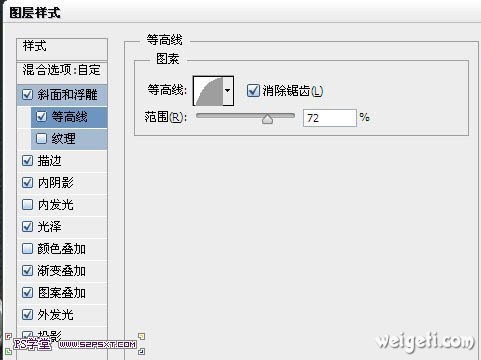 图层样式
样式
混合选项:自定
斜面和浮雕
等高线
纹理
描边
内阴影
内发光
光泽
颜色叠加
渐变叠加
图案叠加
外发光
投影
等高线
图素
等高线:
消除锯齿(L)
范围(R):
72 %
PS学堂 www.52psxt.com
weigeti.com